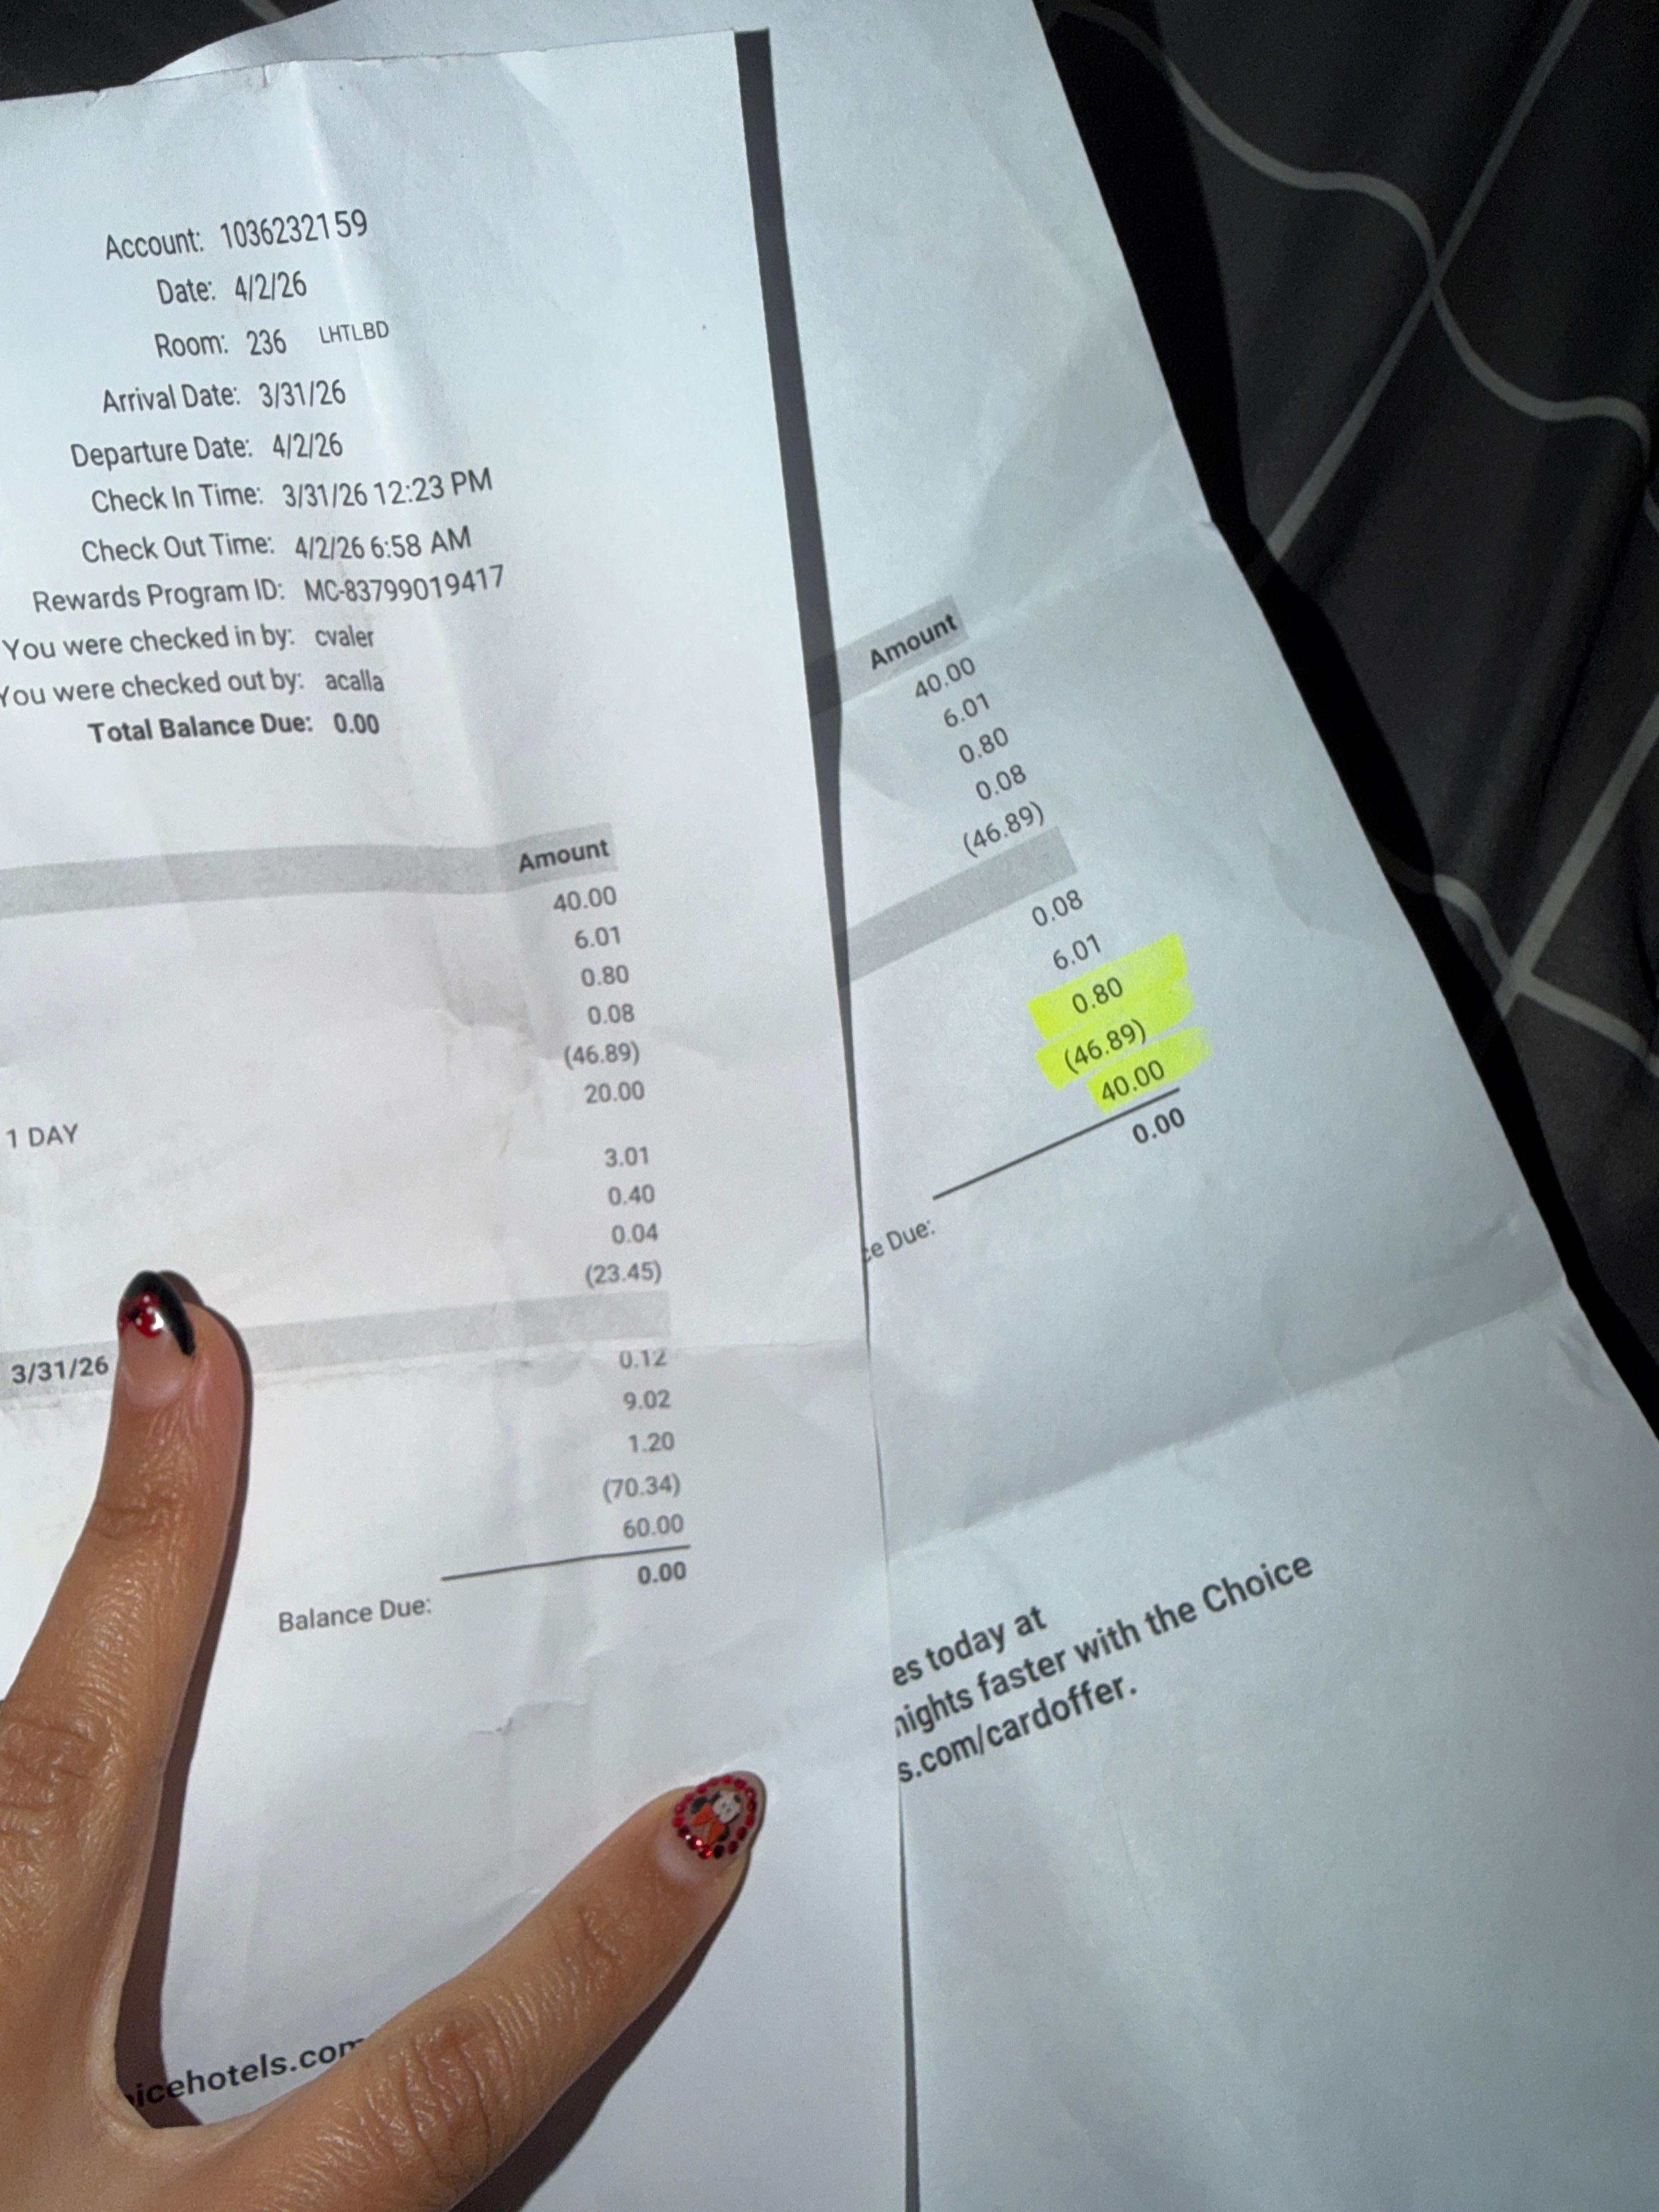 Account: 1036232159
Date: 4/2/26
Room: 236 LHTLBD
Arrival Date: 3/31/26
Departure Date: 4/2/26
Check In Time: 3/31/26 12:23 PM
Check Out Time: 4/2/26 6:58 AM
Rewards Program ID: MC-83799019417
You were checked in by: cvaler
You were checked out by: acalla
Total Balance Due: 0.00
Amount
40.00
6.01
0.80
0.08
(46.89)
20.00
1 DAY
3.01
0.40
0.04
(23.45)
3/31/26
0.12
9.02
1.20
(70.34)
60.00
Balance Due: 0.00
icehotels.com
Amount
40.00
6.01
0.80
0.08
(46.89)
0.08
6.01
0.80
(46.89)
40.00
ce Due: 0.00
es today at
nights faster with the Choice
s.com/cardoffer.